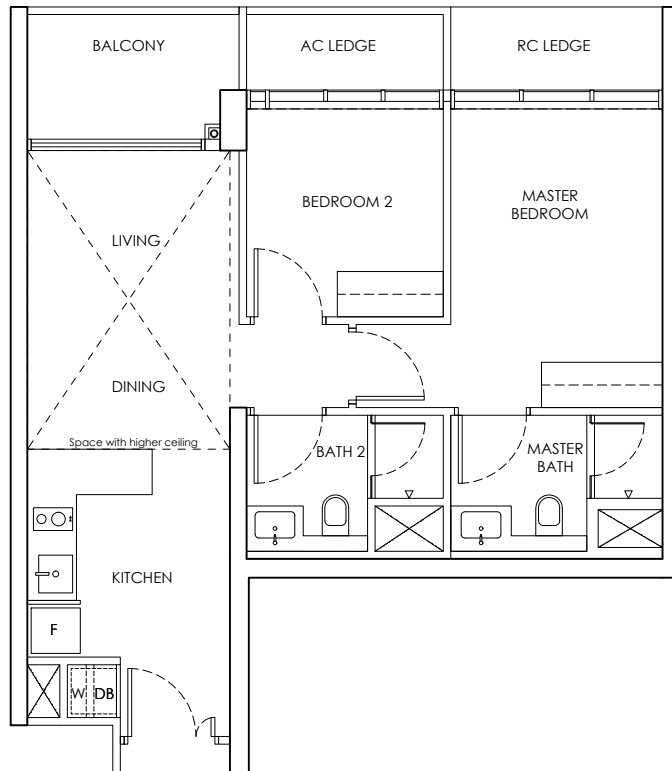 BALCONY
AC LEDGE
RC LEDGE
BEDROOM 2
MASTER
BEDROOM
LIVING
DINING
Space with higher ceiling
BATH 2
MASTER
BATH
KITCHEN
F
W
DB